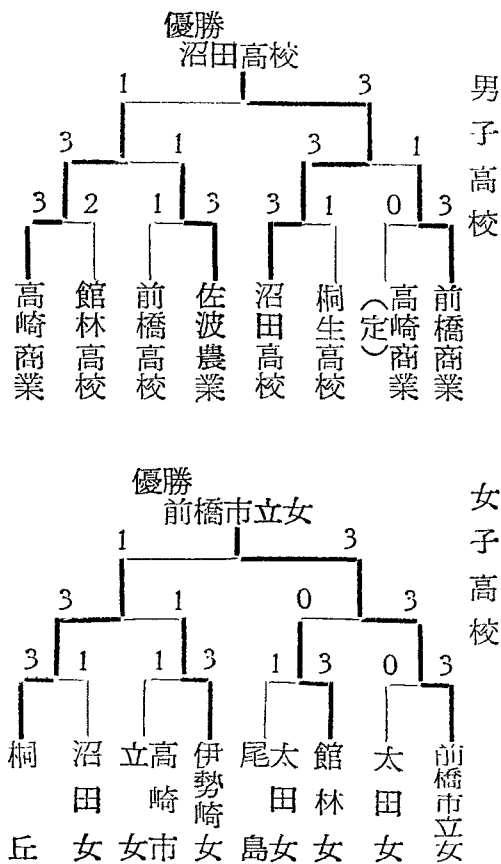 男子高校
優勝
沼田高校
1 3
3 1 3 1
3 2 1 3 3 1 0 3
高崎商業
館林高校
前橋高校
佐波農業
沼田高校
桐生高校
高崎商業
(定)
前橋商業
女子高校
優勝
前橋市立女
1 3
3 1 0 3
3 1 1 3 1 3 0 3
桐丘
沼田女
高崎市
立女
伊勢崎女
太田女
尾島
館林女
太田女
前橋市立女